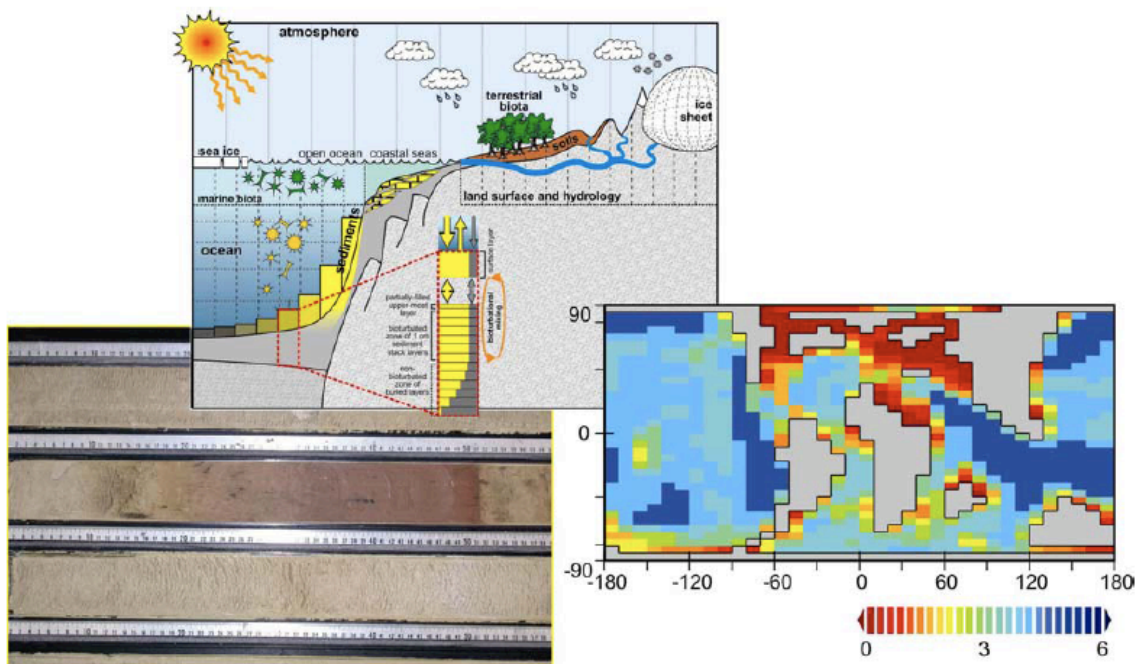 atmosphere
terrestrial
biota
ice
sheet
soils
sea ice
open ocean
coastal seas
marine biota
land surface and hydrology
ocean
sediments
surface layer
partially-filled
upper-most
layer
bioturbated
zone of 1 cm
sediment
stack layers
bioturbational
mixing
non-
bioturbated
zone of
buried layers
90
0
-90
-180
-120
-60
0
60
120
180
0
3
6